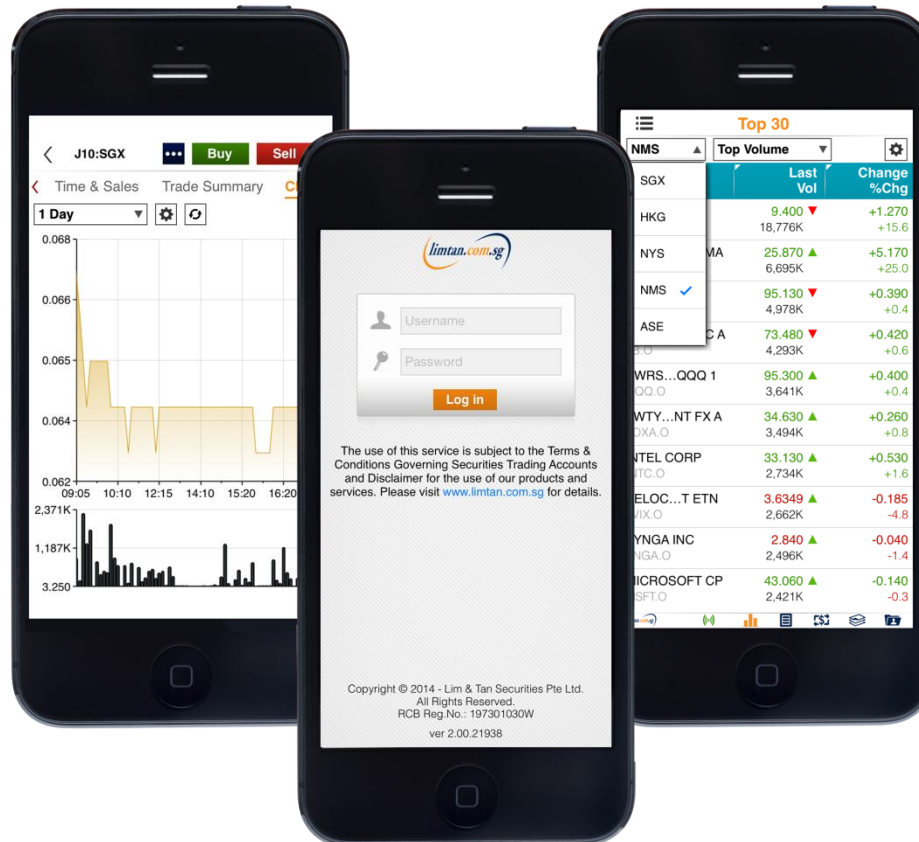 J10:SGX
Buy
Sell
Time & Sales
Trade Summary
1 Day
0.068
0.066
0.065
0.064
0.062
09:05 10:10 12:15 14:10 15:20 16:20
2,371K
1,187K
3.250
limtan.com.sg
Username
Password
Log in
The use of this service is subject to the Terms &
Conditions Governing Securities Trading Accounts
and Disclaimer for the use of our products and
services. Please visit www.limtan.com.sg for details.
Copyright © 2014 - Lim & Tan Securities Pte Ltd.
All Rights Reserved.
RCB Reg.No.: 197301030W
ver 2.00.21938
Top 30
NMS
Top Volume
Last Change
Vol %Chg
SGX
HKG
NYS
NMS
ASE
9.400 +1.270
18,776K +15.6
MA 25.870 +5.170
6,695K +25.0
95.130 +0.390
4,978K +0.4
C A 73.480 +0.420
B.O 4,293K +0.6
WRS...QQQ 1 95.300 +0.400
QQ.O 3,641K +0.4
WTY...NT FX A 34.630 +0.260
OXA.O 3,494K +0.8
NTEL CORP 33.130 +0.530
NTC.O 2,734K +1.6
ELOC...T ETN 3.6349 -0.185
VIX.O 2,662K -4.8
YNGA INC 2.840 -0.040
NGA.O 2,496K -1.4
ICROSOFT CP 43.060 -0.140
SFT.O 2,421K -0.3